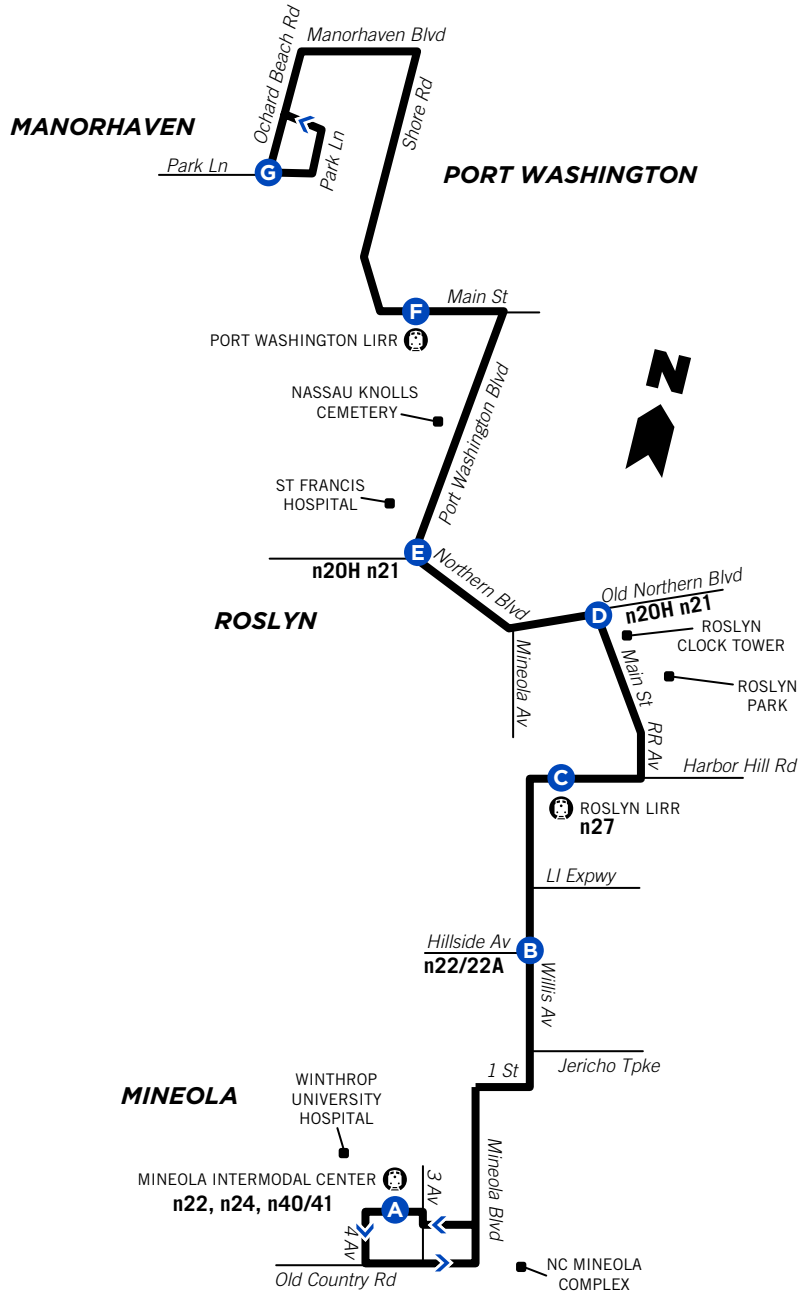 Manorhaven Blvd
Ochard Beach Rd
Shore Rd
MANORHAVEN
Park Ln
Park Ln
G
PORT WASHINGTON
Main St
F
PORT WASHINGTON LIRR
N
NASSAU KNOLLS
CEMETERY
Port Washington Blvd
ST FRANCIS
HOSPITAL
E
n20H n21
Northern Blvd
Old Northern Blvd
n20H n21
D
ROSLYN
ROSLYN
CLOCK TOWER
Mineola Av
Main St
ROSLYN
PARK
RR Av
Harbor Hill Rd
C
ROSLYN LIRR
n27
LI Expwy
Hillside Av
n22/22A
B
Willis Av
Jericho Tpke
1 St
MINEOLA
WINTHROP
UNIVERSITY
HOSPITAL
Mineola Blvd
MINEOLA INTERMODAL CENTER
n22, n24, n40/41
A
3 Av
4 Av
Old Country Rd
NC MINEOLA
COMPLEX